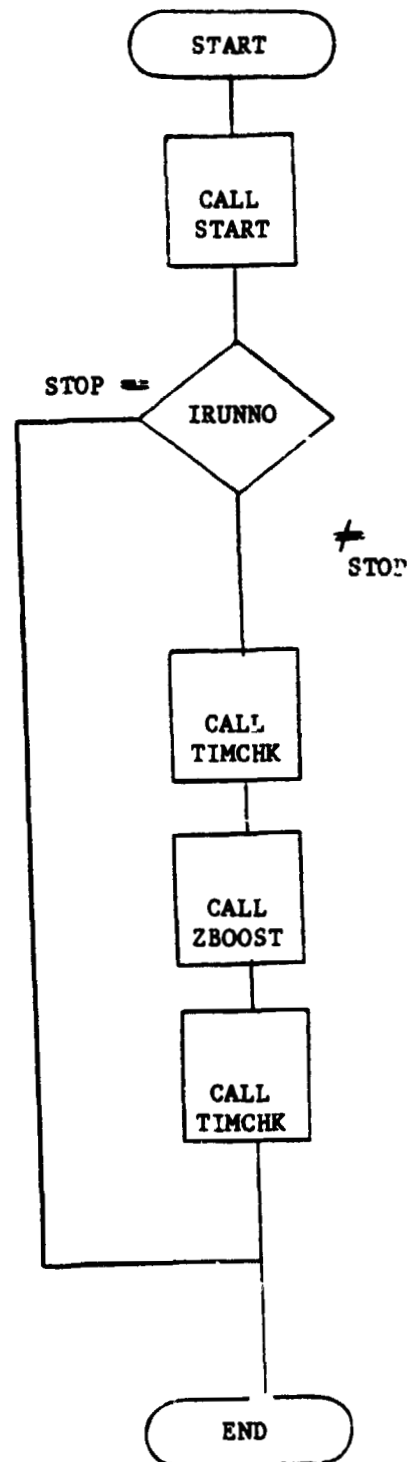 START
CALL
START
STOP =
IRUNNO
≠
STOP
CALL
TIMCHK
CALL
ZBOOST
CALL
TIMCHK
END